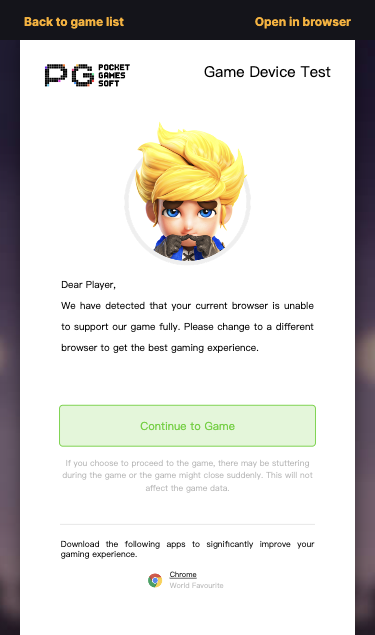 Back to game list
Open in browser
PG POCKET GAMES SOFT
Game Device Test
Dear Player,
We have detected that your current browser is unable
to support our game fully. Please change to a different
browser to get the best gaming experience.
Continue to Game
If you choose to proceed to the game, there may be stuttering
during the game or the game might close suddenly. This will not
affect the game data.
Download the following apps to significantly improve your
gaming experience.
Chrome
World Favourite